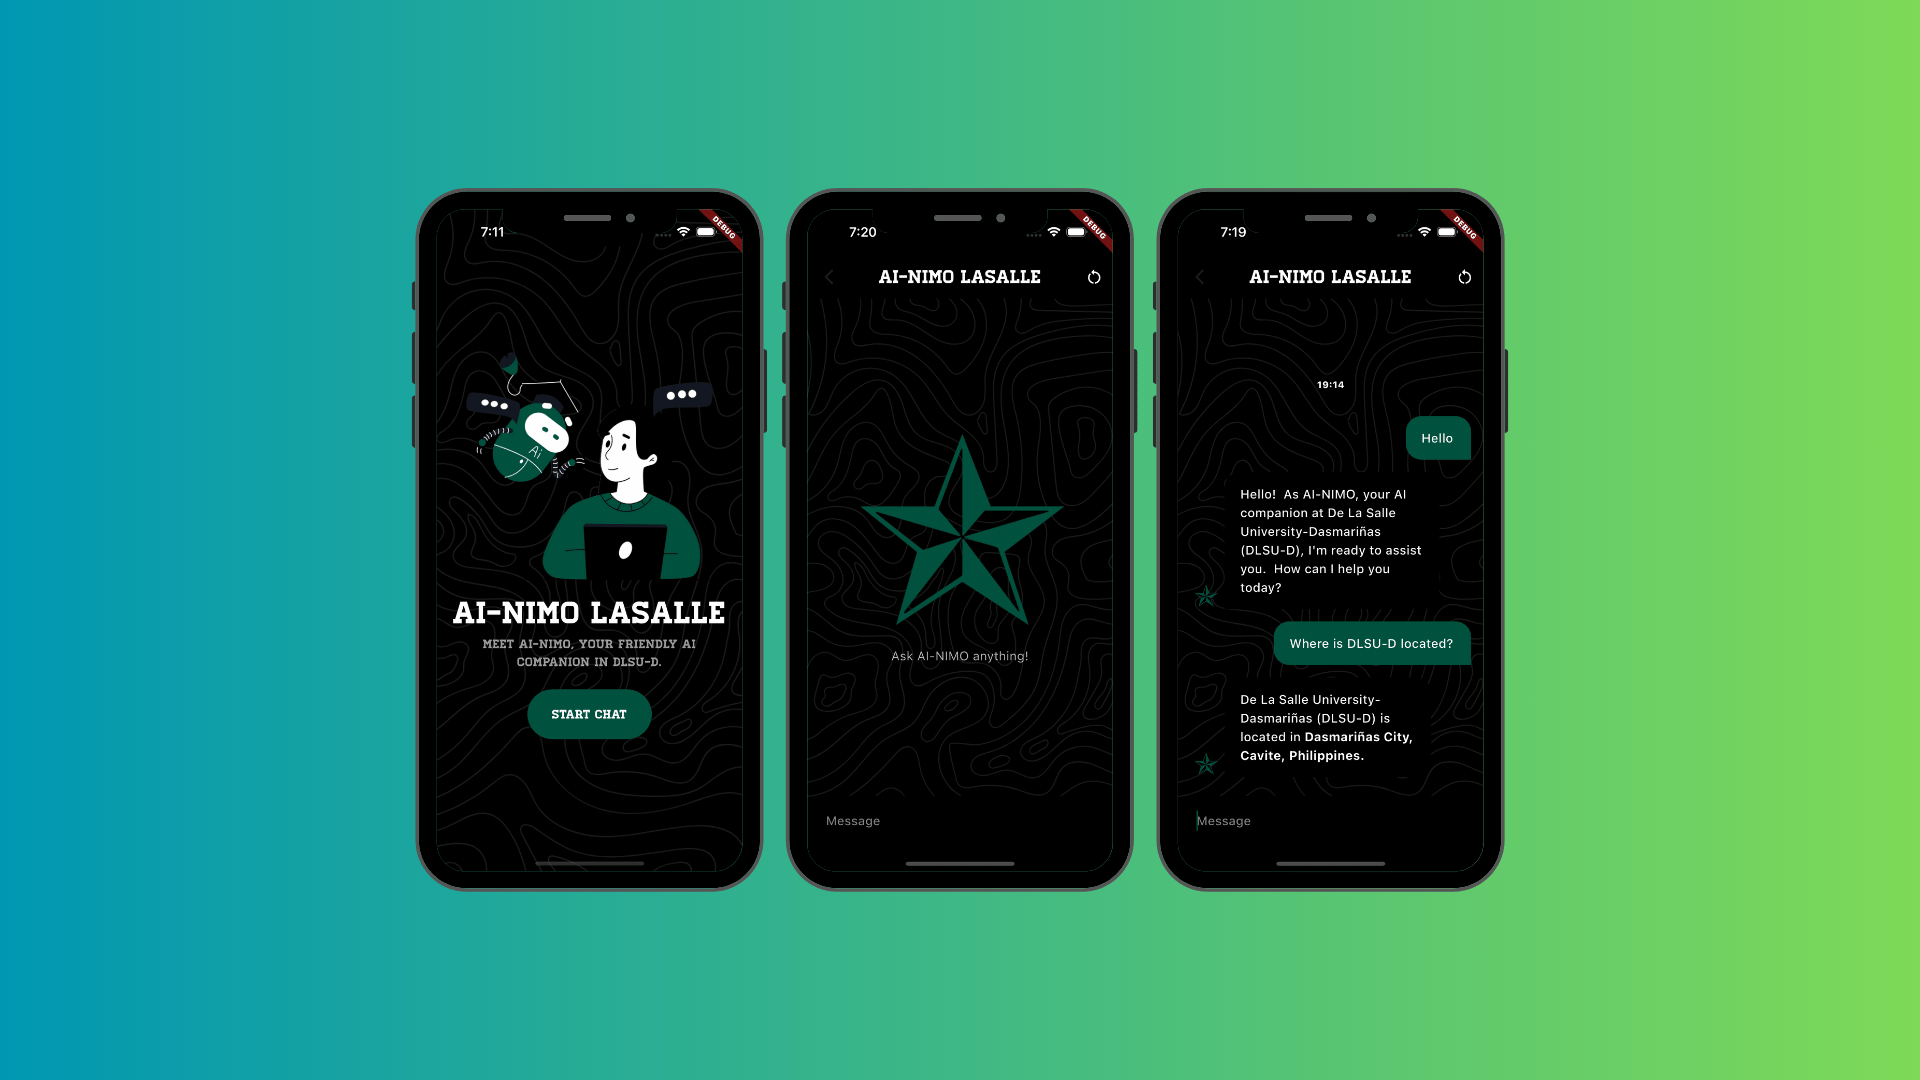 7:11
DEBUG
Ai
AI-NIMO LASALLE
MEET AI-NIMO, YOUR FRIENDLY AI
COMPANION IN DLSU-D.
START CHAT
7:20
DEBUG
AI-NIMO LASALLE
Ask AI-NIMO anything!
Message
7:19
DEBUG
AI-NIMO LASALLE
19:14
Hello
Hello! As AI-NIMO, your AI
companion at De La Salle
University-Dasmariñas
(DLSU-D), I'm ready to assist
you. How can I help you
today?
Where is DLSU-D located?
De La Salle University-
Dasmariñas (DLSU-D) is
located in Dasmariñas City,
Cavite, Philippines.
Message